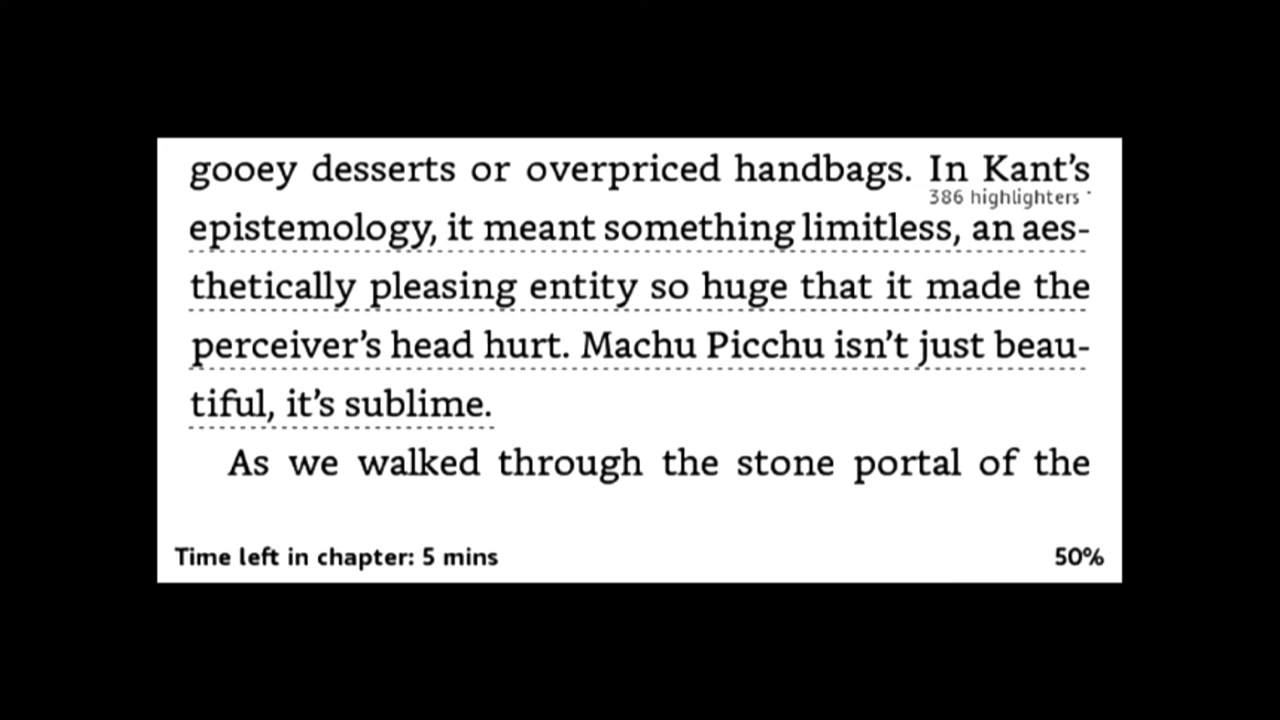 gooey desserts or overpriced handbags. In Kant’s
386 highlighters
epistemology, it meant something limitless, an aes-
thetically pleasing entity so huge that it made the
perceiver’s head hurt. Machu Picchu isn’t just beau-
tiful, it’s sublime.
As we walked through the stone portal of the
Time left in chapter: 5 mins
50%